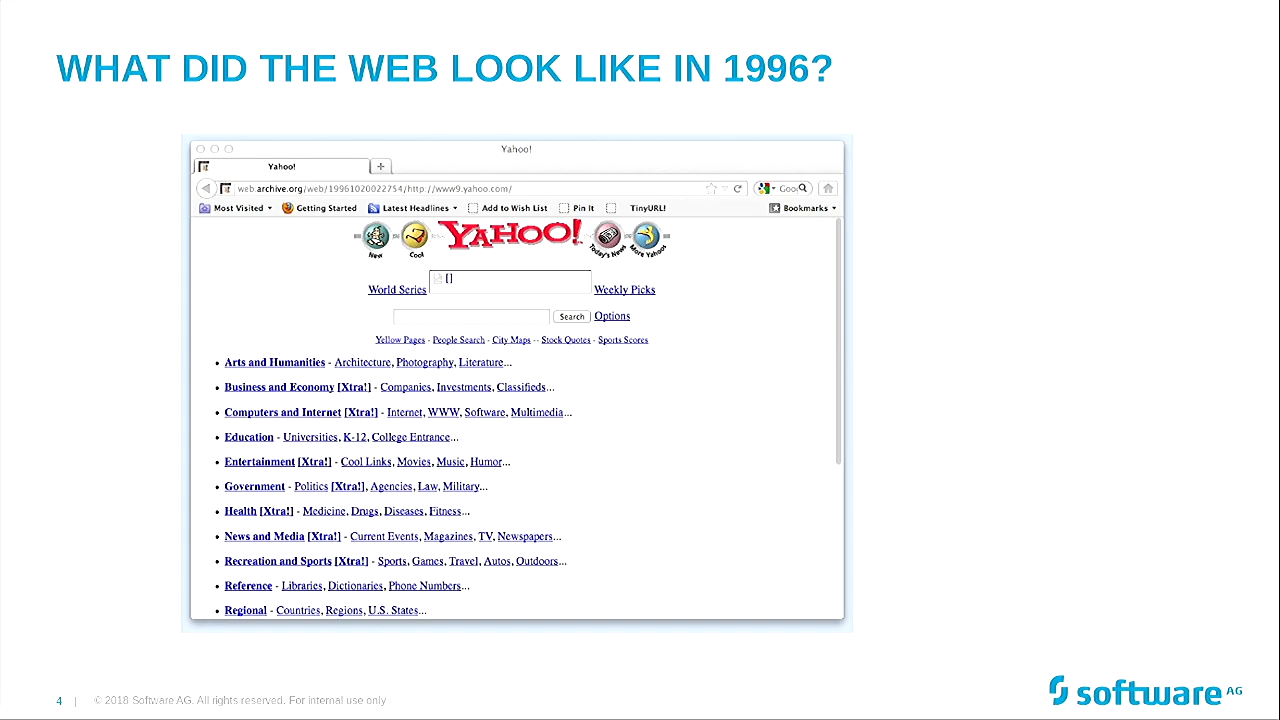 WHAT DID THE WEB LOOK LIKE IN 1996?
Yahoo!
Yahoo!
web.archive.org/web/19961020022754/http://www9.yahoo.com/
Most Visited Getting Started Latest Headlines Add to Wish List Pin It TinyURL! Bookmarks
New Cool YAHOO! Today's News More Yahoos
World Series [] Weekly Picks
Search Options
Yellow Pages - People Search - City Maps -- Stock Quotes - Sports Scores
• Arts and Humanities - Architecture, Photography, Literature...
• Business and Economy [Xtra!] - Companies, Investments, Classifieds...
• Computers and Internet [Xtra!] - Internet, WWW, Software, Multimedia...
• Education - Universities, K-12, College Entrance...
• Entertainment [Xtra!] - Cool Links, Movies, Music, Humor...
• Government - Politics [Xtra!], Agencies, Law, Military...
• Health [Xtra!] - Medicine, Drugs, Diseases, Fitness...
• News and Media [Xtra!] - Current Events, Magazines, TV, Newspapers...
• Recreation and Sports [Xtra!] - Sports, Games, Travel, Autos, Outdoors...
• Reference - Libraries, Dictionaries, Phone Numbers...
• Regional - Countries, Regions, U.S. States...
4 | © 2018 Software AG. All rights reserved. For internal use only
software AG